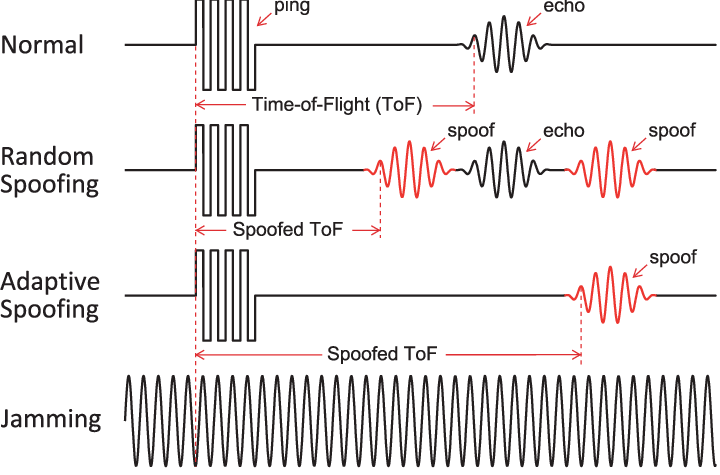 ping
echo
Normal
Time-of-Flight (ToF)
spoof
echo
spoof
Random
Spoofing
Spoofed ToF
spoof
Adaptive
Spoofing
Spoofed ToF
Jamming